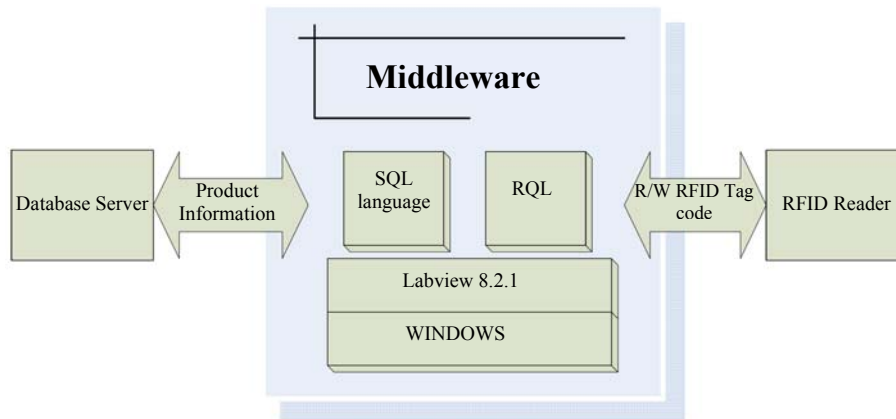 Middleware
Database Server
Product
Information
SQL
language
RQL
R/W RFID Tag
code
RFID Reader
Labview 8.2.1
WINDOWS